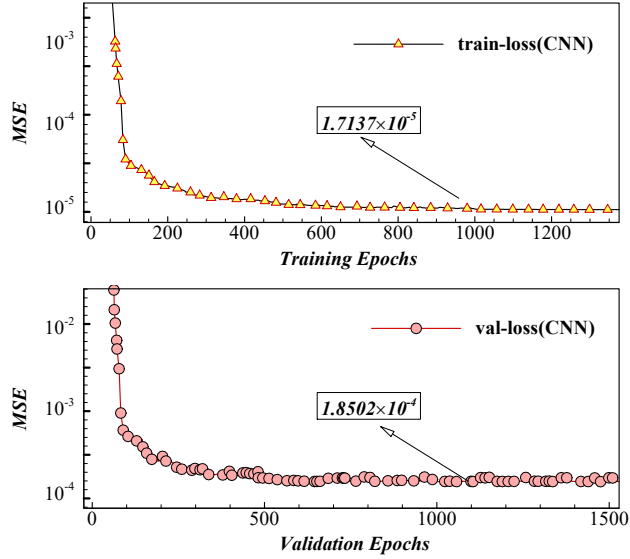 10⁻³
train-loss(CNN)
MSE
10⁻⁴
1.7137×10⁻⁵
10⁻⁵
0 200 400 600 800 1000 1200
Training Epochs
10⁻²
val-loss(CNN)
MSE
10⁻³
1.8502×10⁻⁴
10⁻⁴
0 500 1000 1500
Validation Epochs